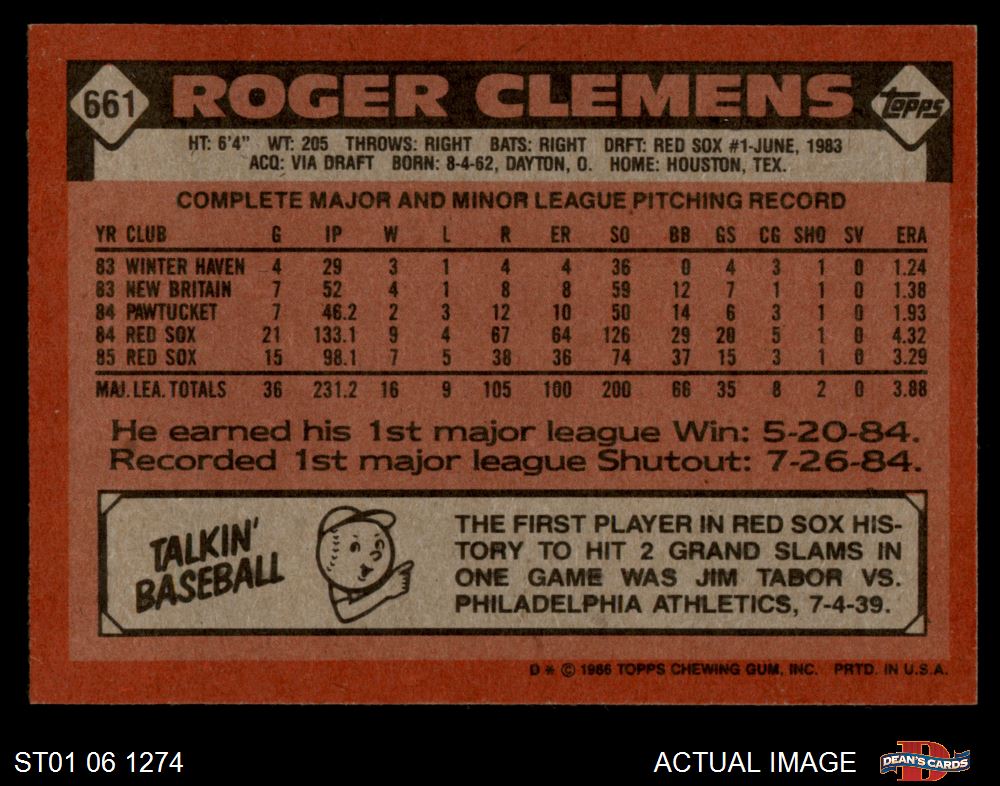 661 ROGER CLEMENS Topps
HT: 6'4" WT: 205 THROWS: RIGHT BATS: RIGHT DRFT: RED SOX #1-JUNE, 1983
ACQ: VIA DRAFT BORN: 8-4-62, DAYTON, O. HOME: HOUSTON, TEX.
COMPLETE MAJOR AND MINOR LEAGUE PITCHING RECORD
YR CLUB G IP W L R ER SO BB GS CG SHO SV ERA
83 WINTER HAVEN 4 29 3 1 4 4 36 0 4 3 1 0 1.24
83 NEW BRITAIN 7 52 4 1 8 8 59 12 7 1 1 0 1.38
84 PAWTUCKET 7 46.2 2 3 12 10 50 14 6 3 1 0 1.93
84 RED SOX 21 133.1 9 4 67 64 126 29 20 5 1 0 4.32
85 RED SOX 15 98.1 7 5 38 36 74 37 15 3 1 0 3.29
MAJ. LEA. TOTALS 36 231.2 16 9 105 100 200 66 35 8 2 0 3.88
He earned his 1st major league Win: 5-20-84.
Recorded 1st major league Shutout: 7-26-84.
TALKIN'
BASEBALL
THE FIRST PLAYER IN RED SOX HIS-
TORY TO HIT 2 GRAND SLAMS IN
ONE GAME WAS JIM TABOR VS.
PHILADELPHIA ATHLETICS, 7-4-39.
D * © 1986 TOPPS CHEWING GUM, INC. PRTD. IN U.S.A.
ST01 06 1274 ACTUAL IMAGE D DEAN'S CARDS